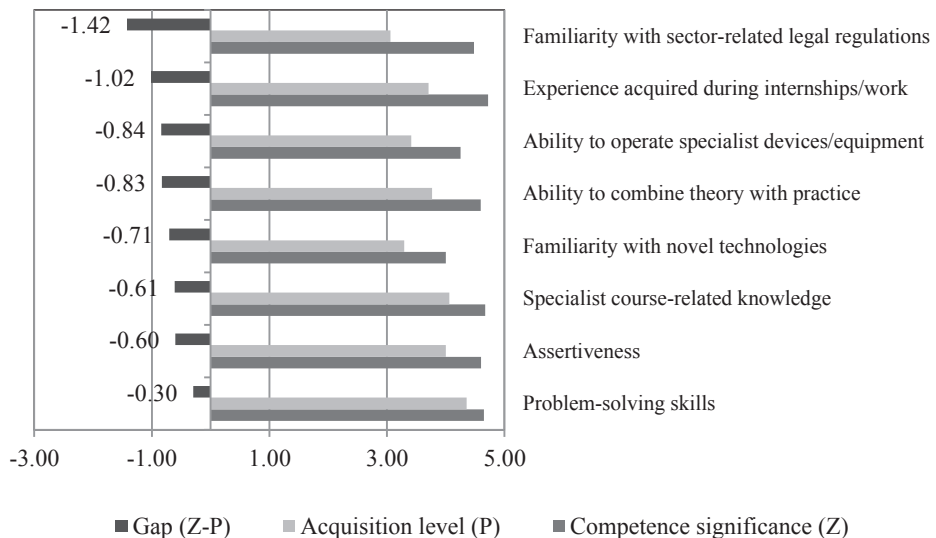 -1.42 Familiarity with sector-related legal regulations
-1.02 Experience acquired during internships/work
-0.84 Ability to operate specialist devices/equipment
-0.83 Ability to combine theory with practice
-0.71 Familiarity with novel technologies
-0.61 Specialist course-related knowledge
-0.60 Assertiveness
-0.30 Problem-solving skills
-3.00 -1.00 1.00 3.00 5.00
Gap (Z-P) Acquisition level (P) Competence significance (Z)